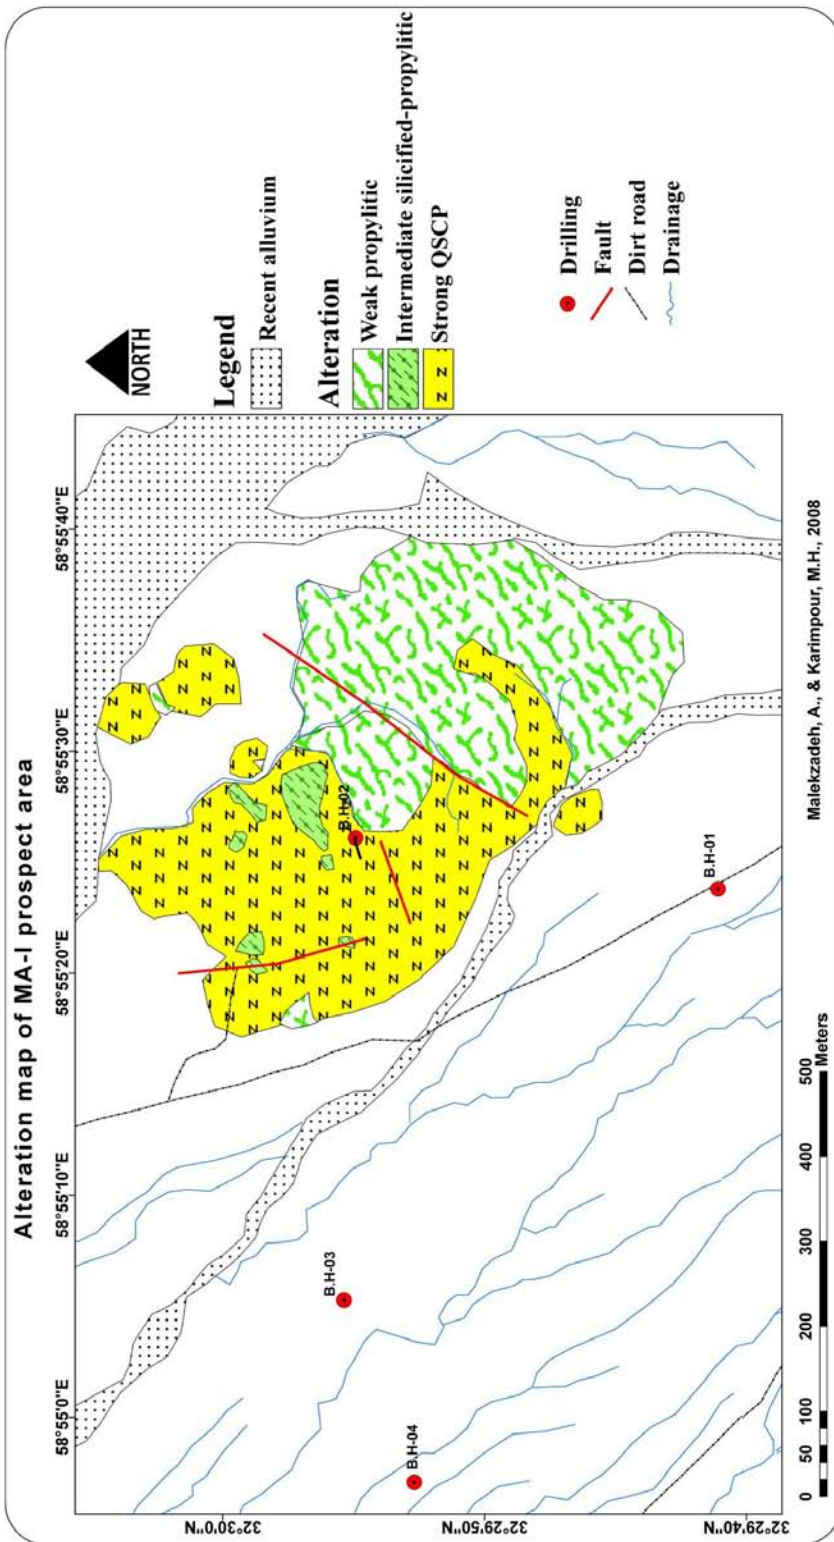 Alteration map of MA-I prospect area
58°55'0"E
58°55'10"E
58°55'20"E
58°55'30"E
58°55'40"E
32°30'0"N
32°29'50"N
32°29'40"N
B.H-02
B.H-03
B.H-04
B.H-01
NORTH
Legend
Recent alluvium
Alteration
Weak propylitic
Intermediate silicified-propylitic
Strong QSCP
Drilling
Fault
Dirt road
Drainage
0 50 100 200 300 400 500
Meters
Malekzadeh, A., & Karimpour, M.H., 2008